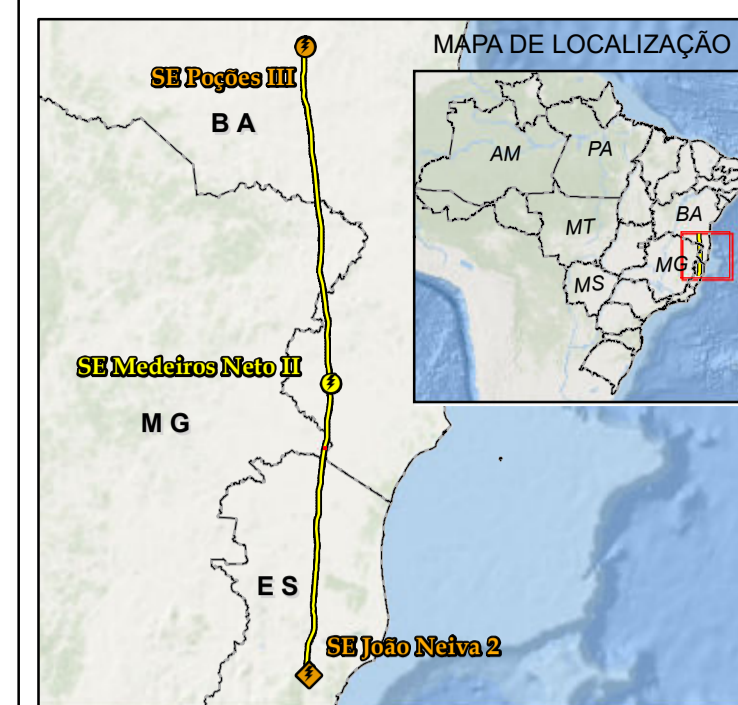 MAPA DE LOCALIZAÇÃO
SE Poções III
B A
AM
PA
MT
BA
MG
MS
SE Medeiros Neto II
M G
E S
SE João Neiva 2